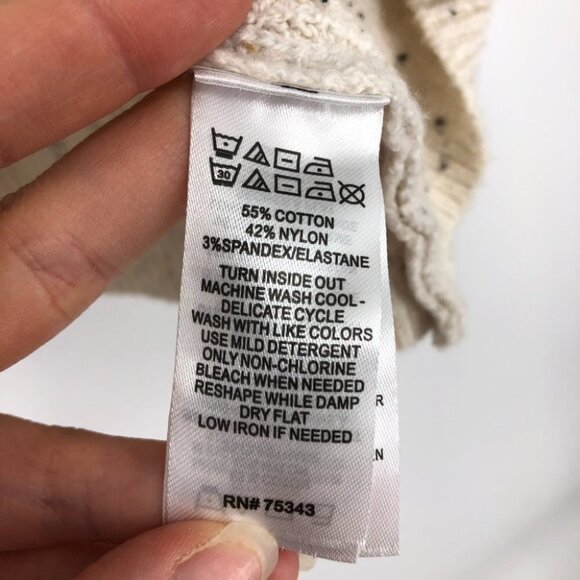 30
55% COTTON
42% NYLON
3%SPANDEX/ELASTANE
TURN INSIDE OUT
MACHINE WASH COOL-
DELICATE CYCLE
WASH WITH LIKE COLORS
USE MILD DETERGENT
ONLY NON-CHLORINE
BLEACH WHEN NEEDED
RESHAPE WHILE DAMP
DRY FLAT
LOW IRON IF NEEDED
RN# 75343
R
N